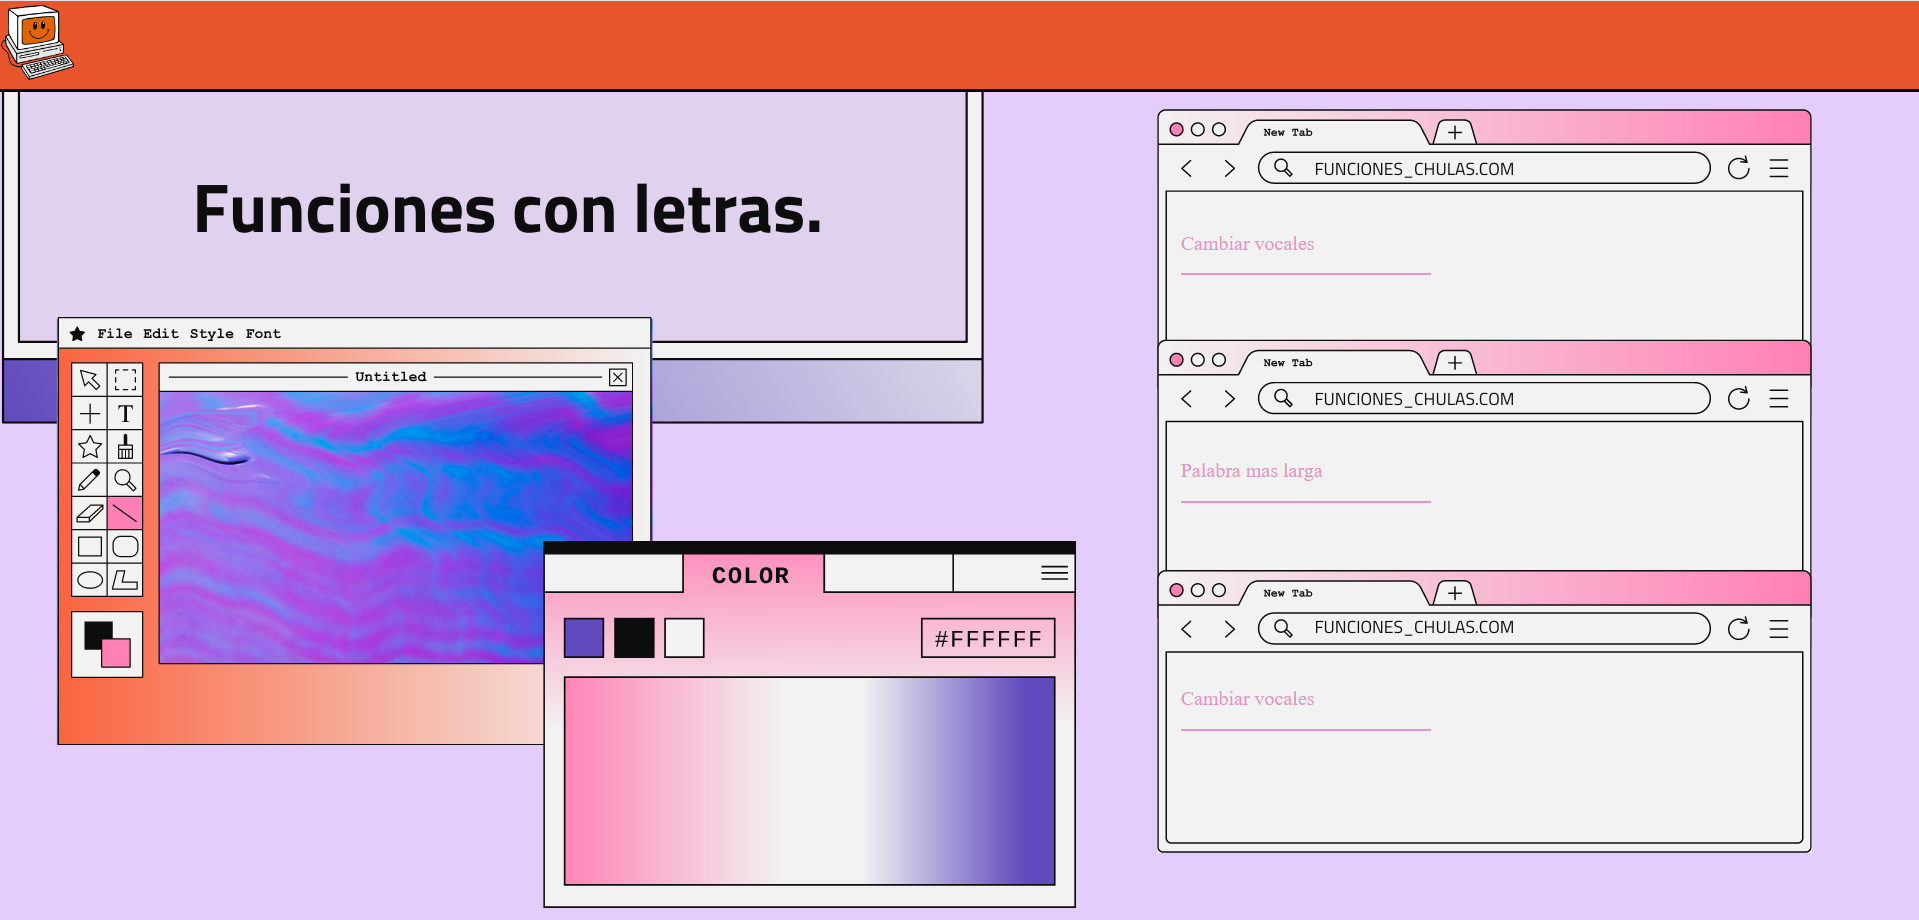 Funciones con letras.
File Edit Style Font
Untitled
T
COLOR
#FFFFFF
New Tab
FUNCIONES_CHULAS.COM
Cambiar vocales
New Tab
FUNCIONES_CHULAS.COM
Palabra mas larga
New Tab
FUNCIONES_CHULAS.COM
Cambiar vocales